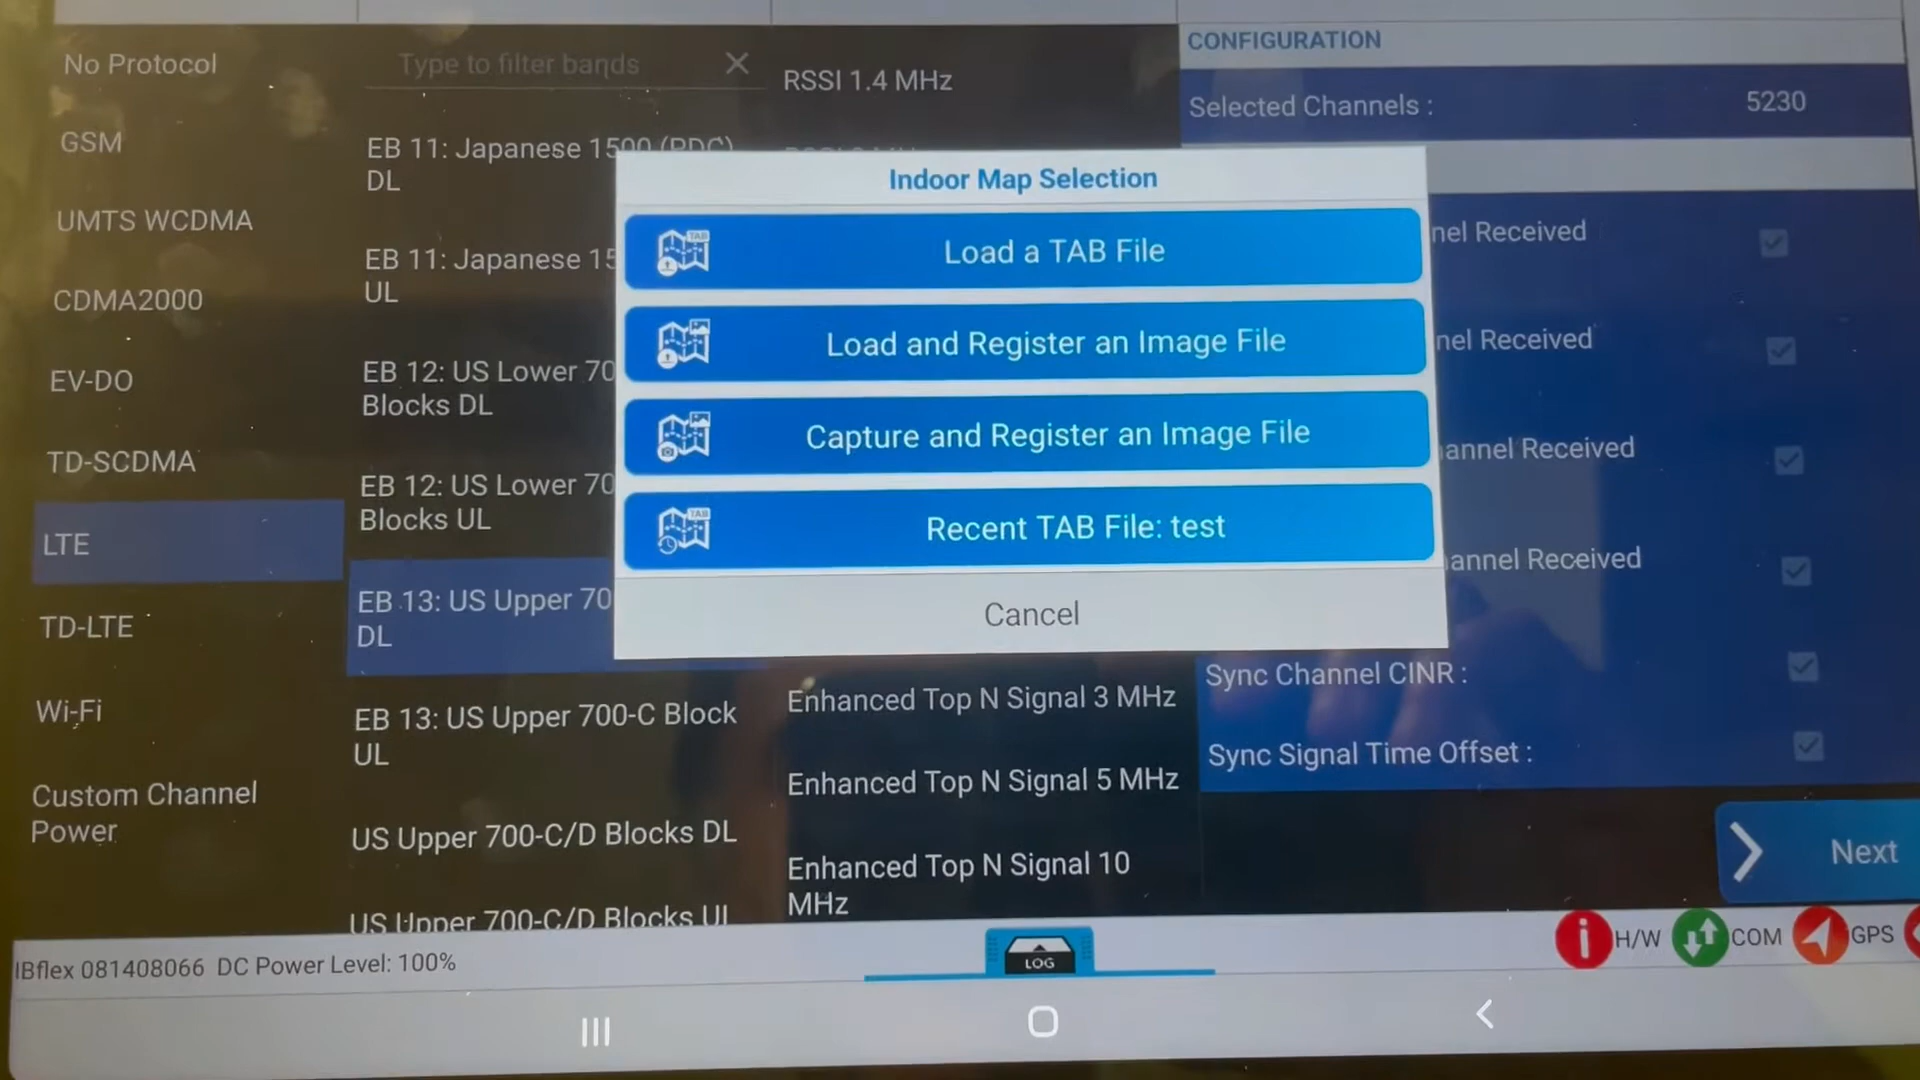 No Protocol
GSM
UMTS WCDMA
CDMA2000
EV-DO
TD-SCDMA
LTE
TD-LTE
Wi-Fi
Custom Channel
Power
Type to filter bands
EB 11: Japanese 1500 (PDC)
DL
EB 11: Japanese 15
UL
EB 12: US Lower 70
Blocks DL
EB 12: US Lower 70
Blocks UL
EB 13: US Upper 70
DL
EB 13: US Upper 700-C Block
UL
US Upper 700-C/D Blocks DL
US Upper 700-C/D Blocks UL
RSSI 1.4 MHz
Enhanced Top N Signal 3 MHz
Enhanced Top N Signal 5 MHz
Enhanced Top N Signal 10
MHz
Indoor Map Selection
Load a TAB File
Load and Register an Image File
Capture and Register an Image File
Recent TAB File: test
Cancel
CONFIGURATION
Selected Channels : 5230
nel Received
nel Received
annel Received
annel Received
Sync Channel CINR :
Sync Signal Time Offset :
Next
IBflex 081408066 DC Power Level: 100%
LOG
H/W
COM
GPS